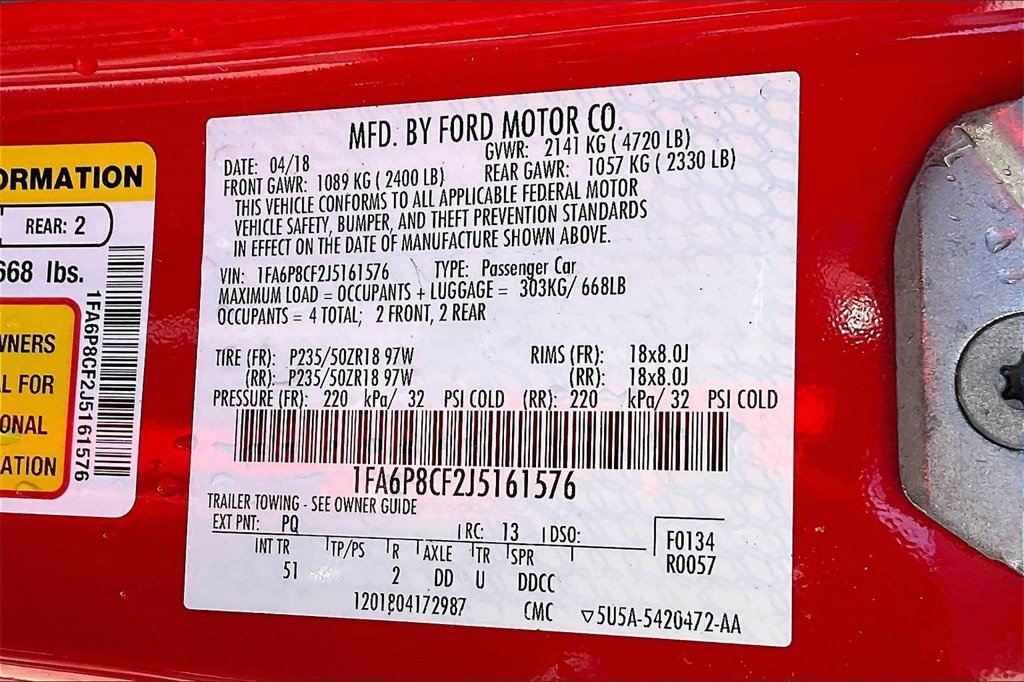 ORMATION
REAR: 2
668 lbs.
WNERS
AL FOR
ONAL
ATION
1FA6P8CF2J5161576
MFD. BY FORD MOTOR CO.
DATE: 04/18 GVWR: 2141 KG ( 4720 LB)
FRONT GAWR: 1089 KG ( 2400 LB) REAR GAWR: 1057 KG ( 2330 LB)
THIS VEHICLE CONFORMS TO ALL APPLICABLE FEDERAL MOTOR
VEHICLE SAFETY, BUMPER, AND THEFT PREVENTION STANDARDS
IN EFFECT ON THE DATE OF MANUFACTURE SHOWN ABOVE.
VIN: 1FA6P8CF2J5161576 TYPE: Passenger Car
MAXIMUM LOAD = OCCUPANTS + LUGGAGE = 303KG/ 668LB
OCCUPANTS = 4 TOTAL; 2 FRONT, 2 REAR
TIRE (FR): P235/50ZR18 97W RIMS (FR): 18x8.0J
(RR): P235/50ZR18 97W (RR): 18x8.0J
PRESSURE (FR): 220 kPa/ 32 PSI COLD (RR): 220 kPa/ 32 PSI COLD
1FA6P8CF2J5161576
TRAILER TOWING - SEE OWNER GUIDE
EXT PNT: PQ RC: 13 DSO: F0134
INT TR TP/PS R AXLE TR SPR R0057
51 2 DD U DDCC
CMC ▽5U5A-5420472-AA